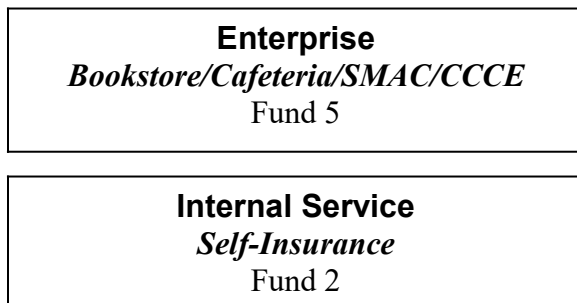 Enterprise
Bookstore/Cafeteria/SMAC/CCCE
Fund 5
Internal Service
Self-Insurance
Fund 2